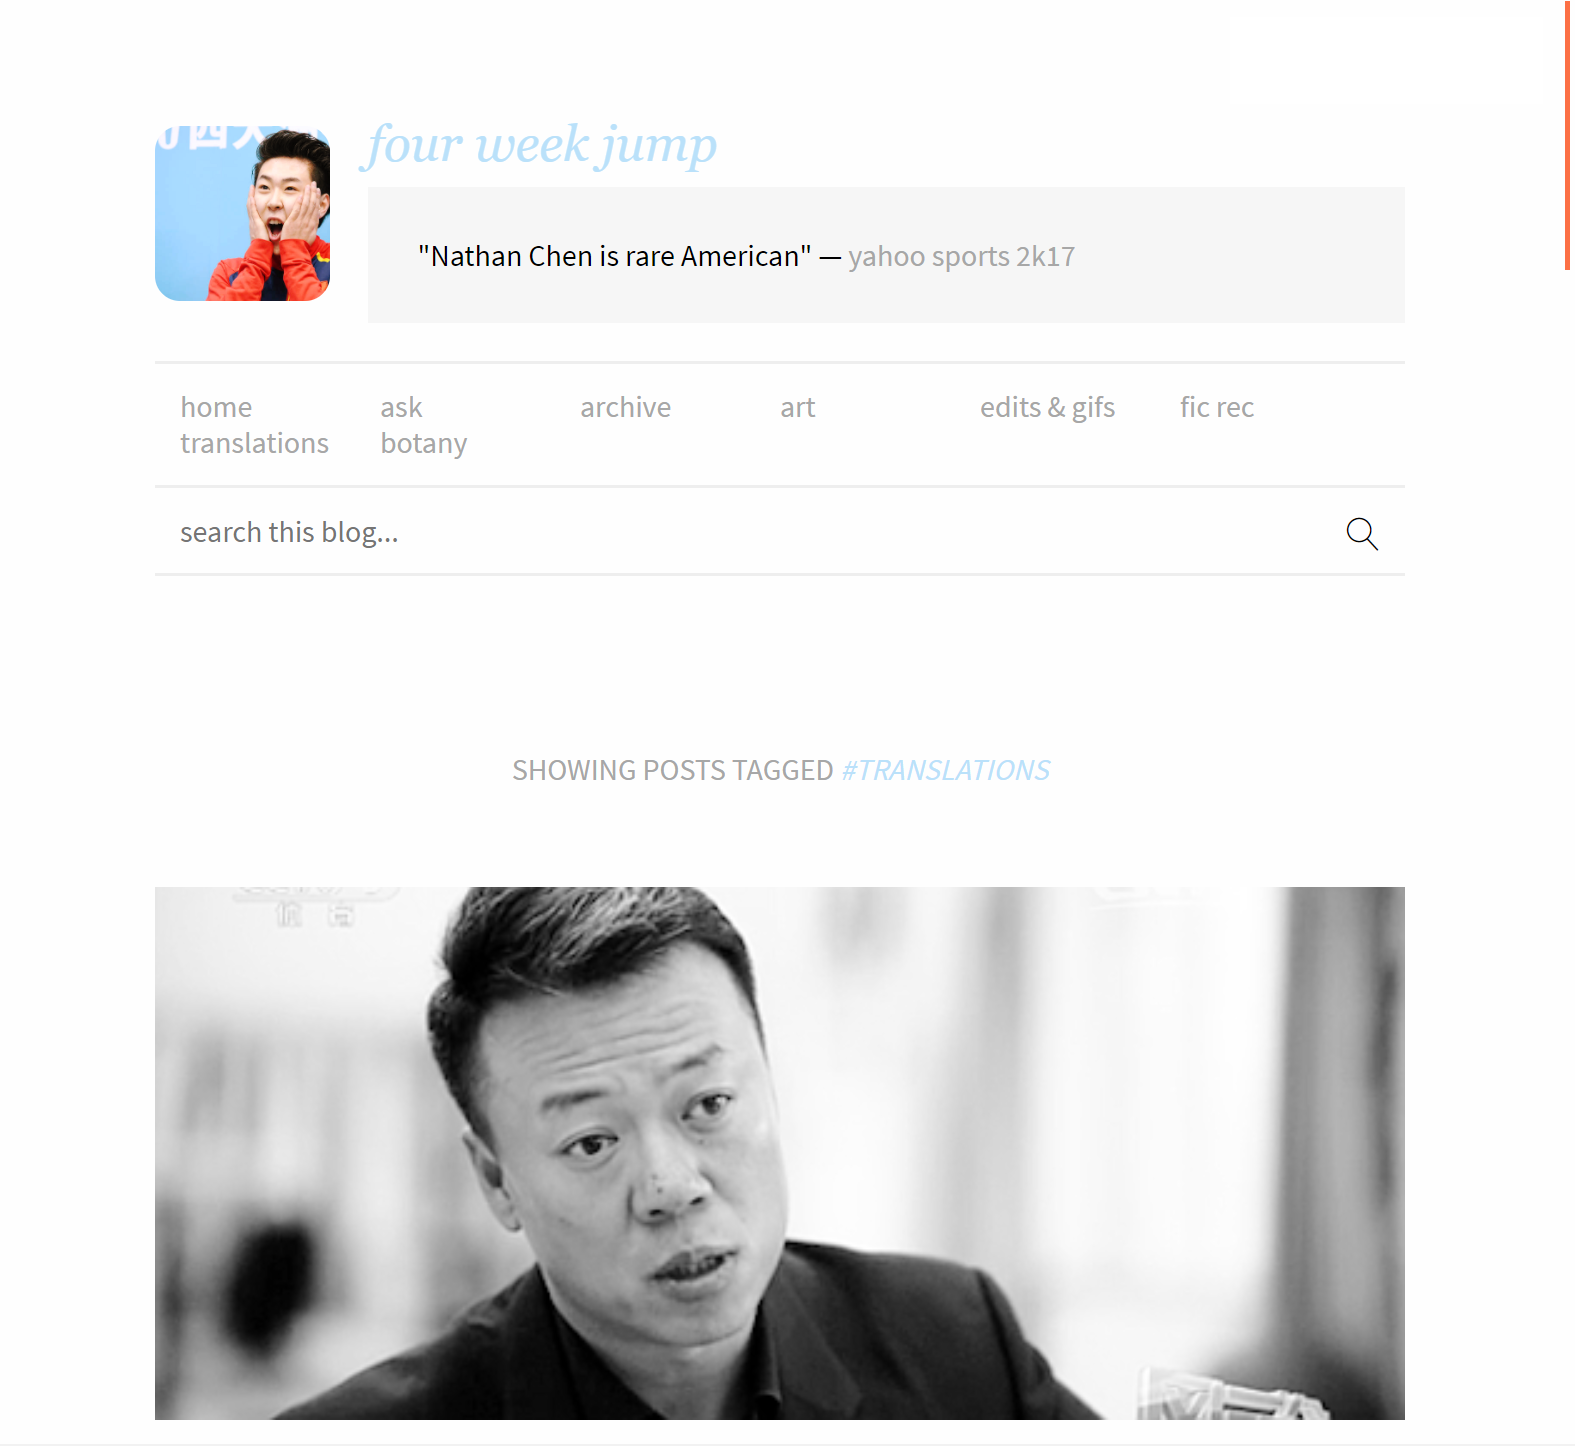 four week jump
"Nathan Chen is rare American" — yahoo sports 2k17
home ask archive art edits & gifs fic rec
translations botany
search this blog...
SHOWING POSTS TAGGED #TRANSLATIONS